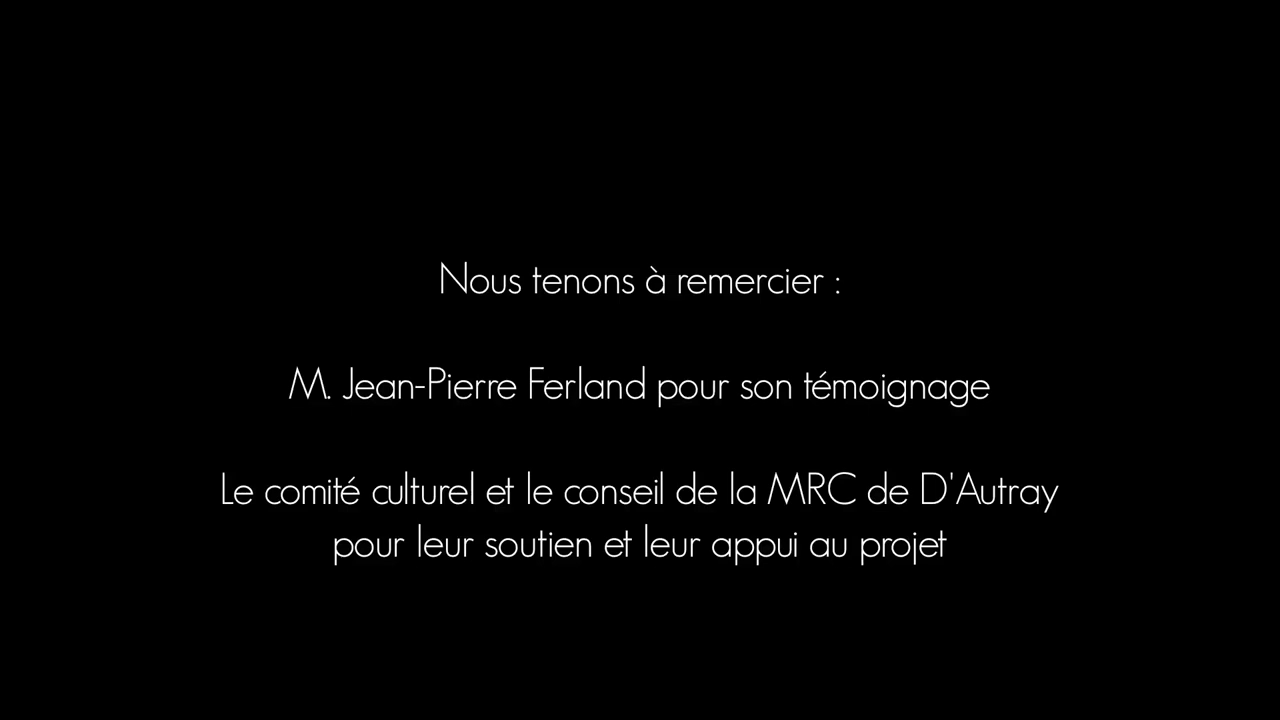 Nous tenons à remercier :
M. Jean-Pierre Ferland pour son témoignage
Le comité culturel et le conseil de la MRC de D'Autray
pour leur soutien et leur appui au projet